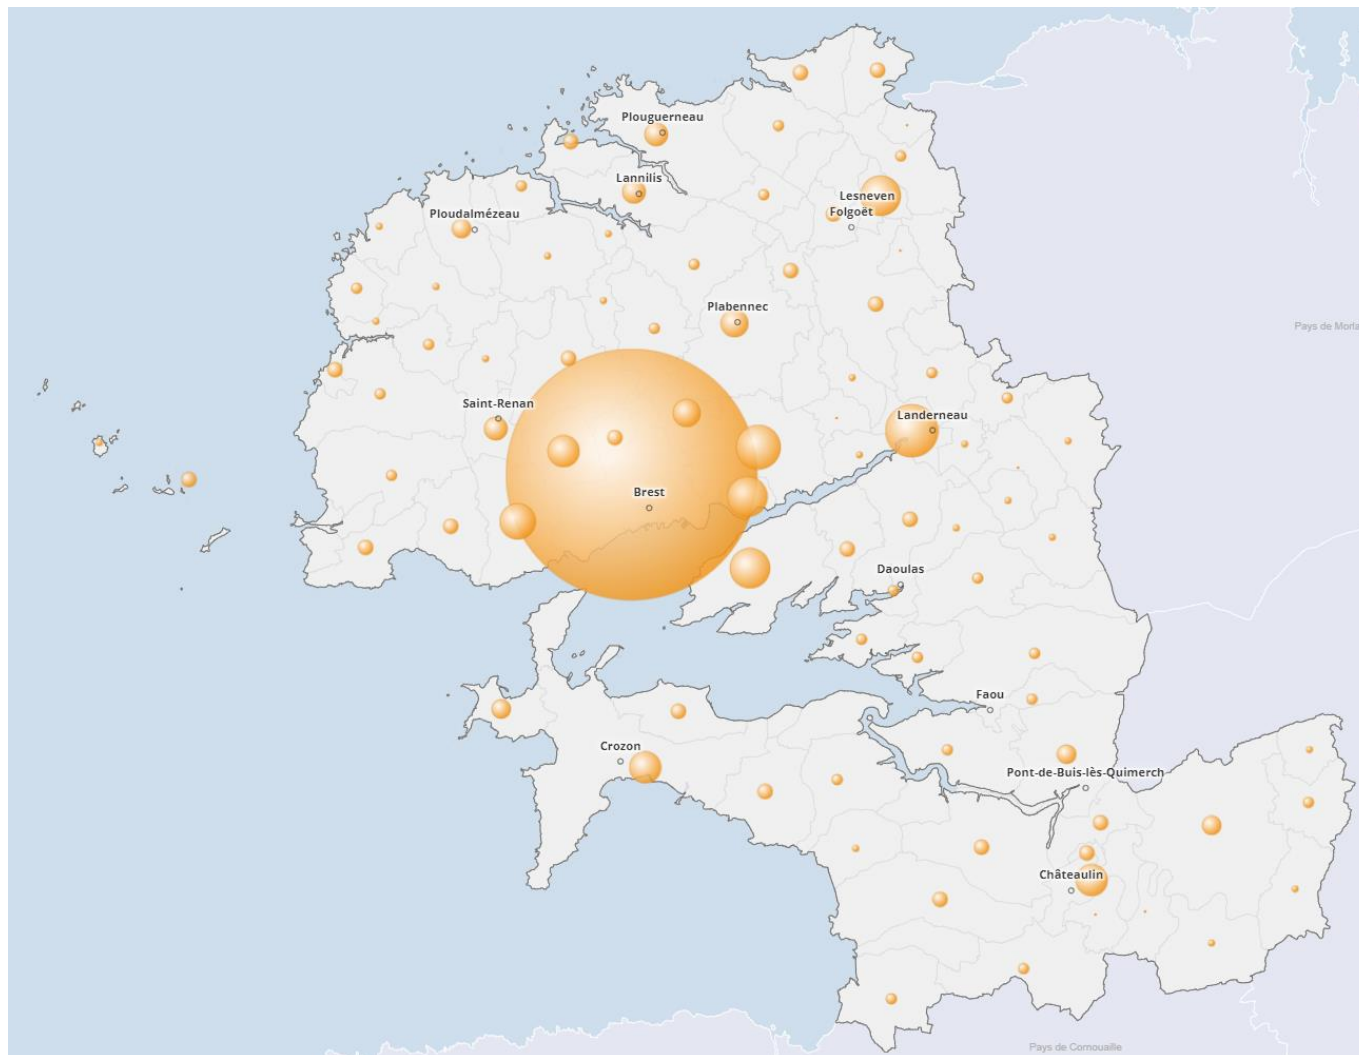 Plouguerneau
Lannilis
Lesneven
Folgoët
Ploudalmézeau
Plabennec
Pays de Morla
Saint-Renan
Landerneau
Brest
Daoulas
Faou
Crozon
Pont-de-Buis-lès-Quimerch
Châteaulin
Pays de Cornouaille